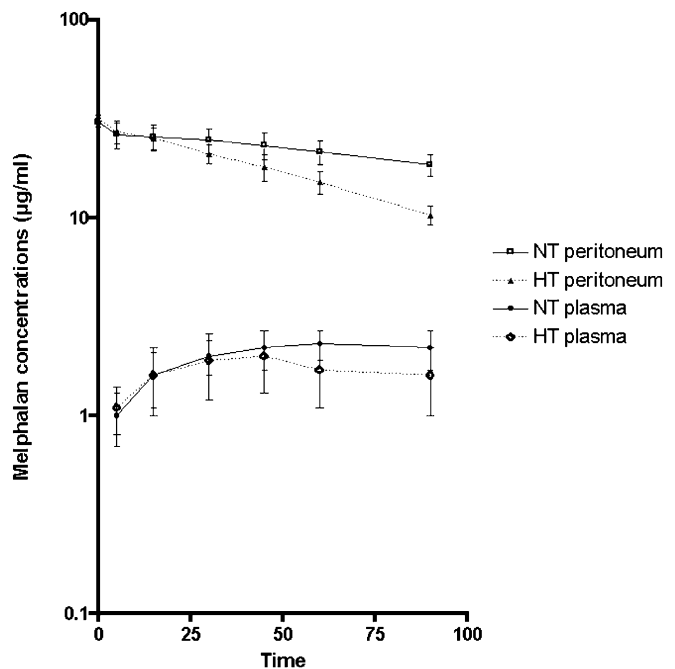 100
10
1
0.1
Melphalan concentrations (µg/ml)
0 25 50 75 100
Time
NT peritoneum
HT peritoneum
NT plasma
HT plasma